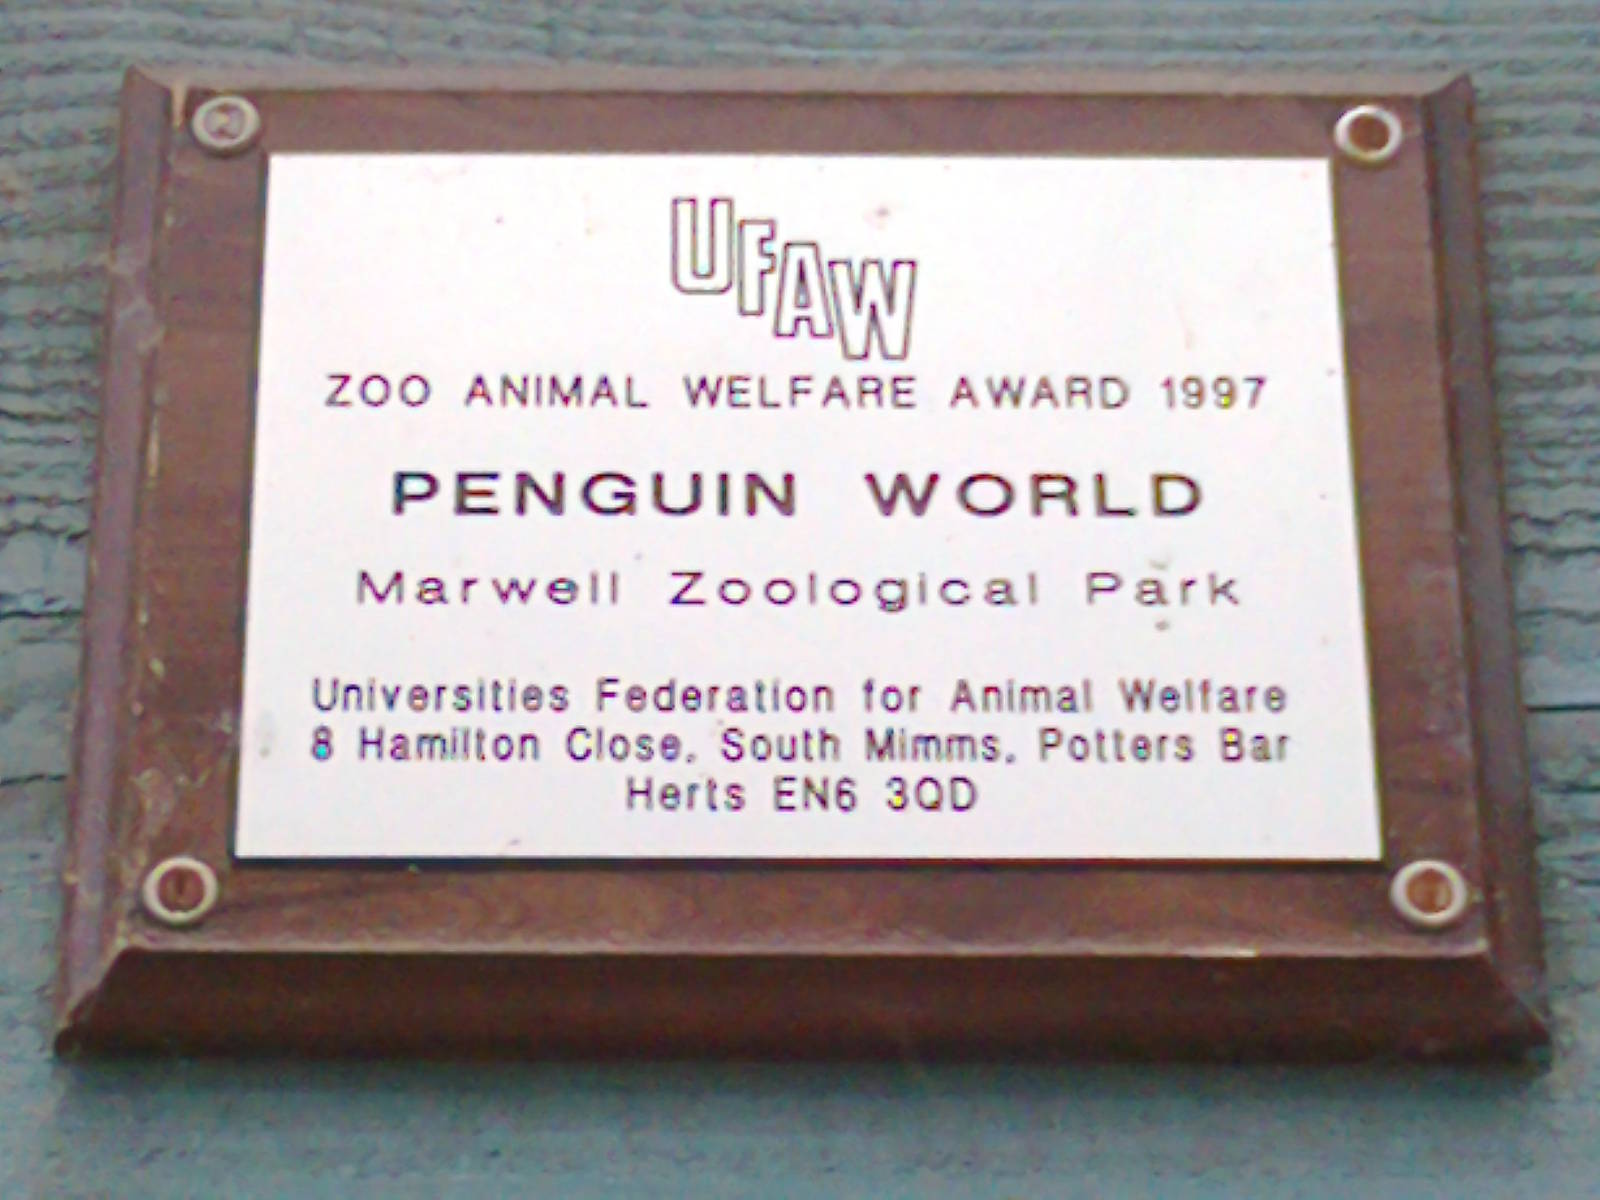 UFAW
ZOO ANIMAL WELFARE AWARD 1997
PENGUIN WORLD
Marwell Zoological Park
Universities Federation for Animal Welfare
8 Hamilton Close, South Mimms, Potters Bar
Herts EN6 3QD